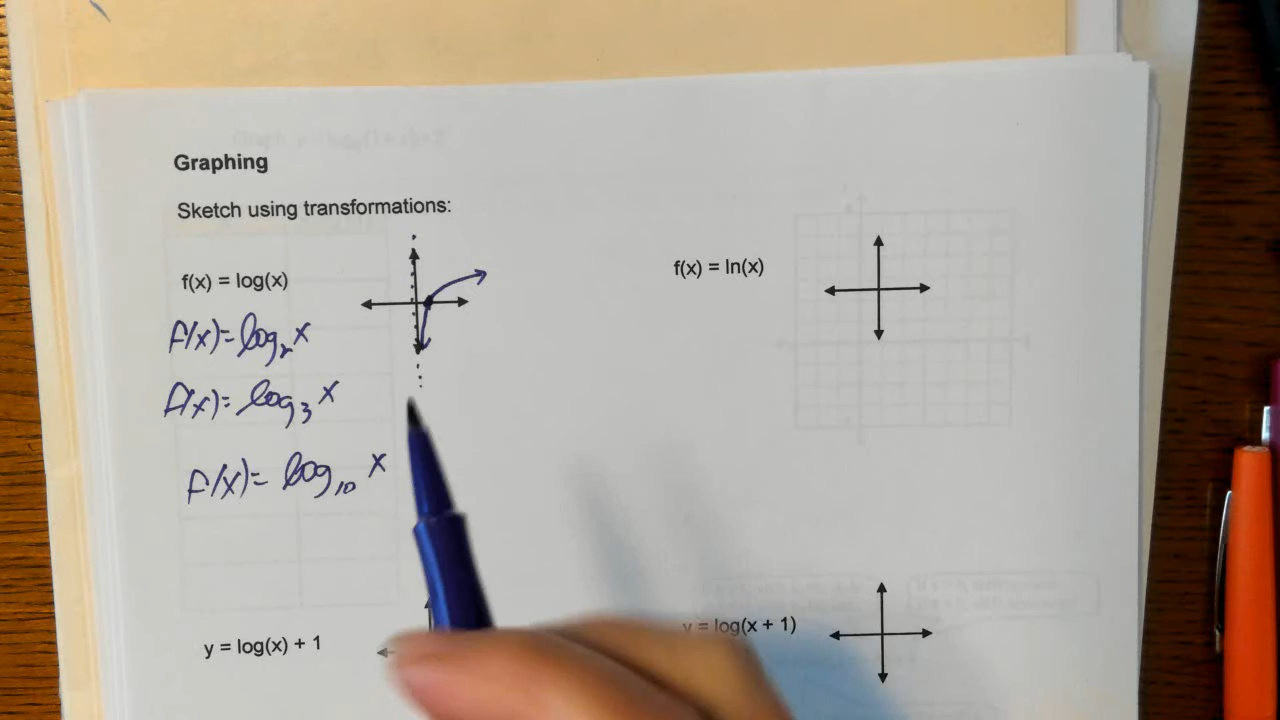 Graphing
Sketch using transformations:
f(x) = log(x)
f(x) = ln(x)
f(x)= log₂ x
f(x)= log₃ x
f(x)= log₁₀ x
y = log(x) + 1
y = log(x + 1)